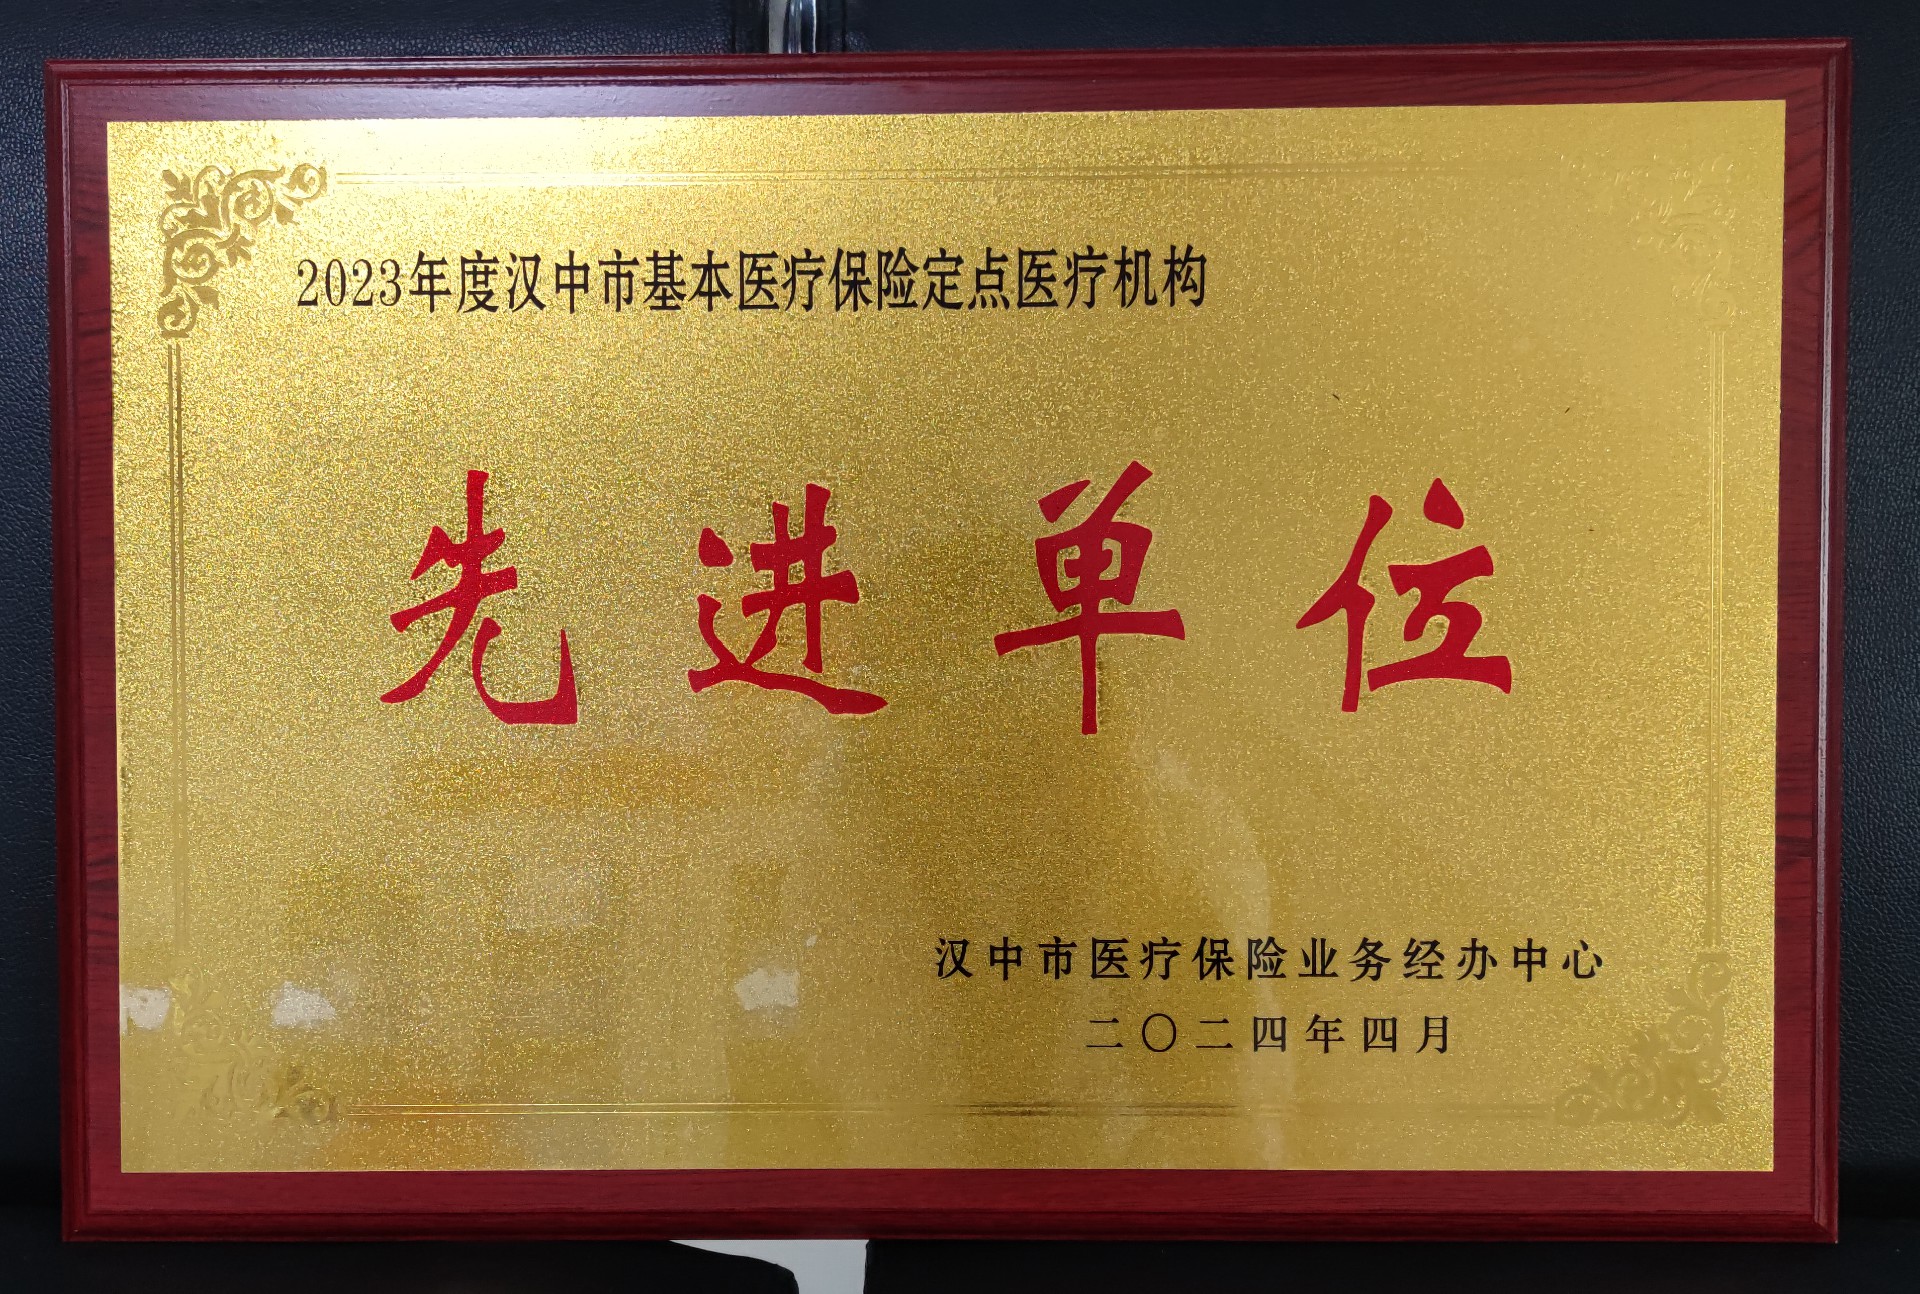 2023年度汉中市基本医疗保险定点医疗机构
先进单位
汉中市医疗保险业务经办中心
二〇二四年四月